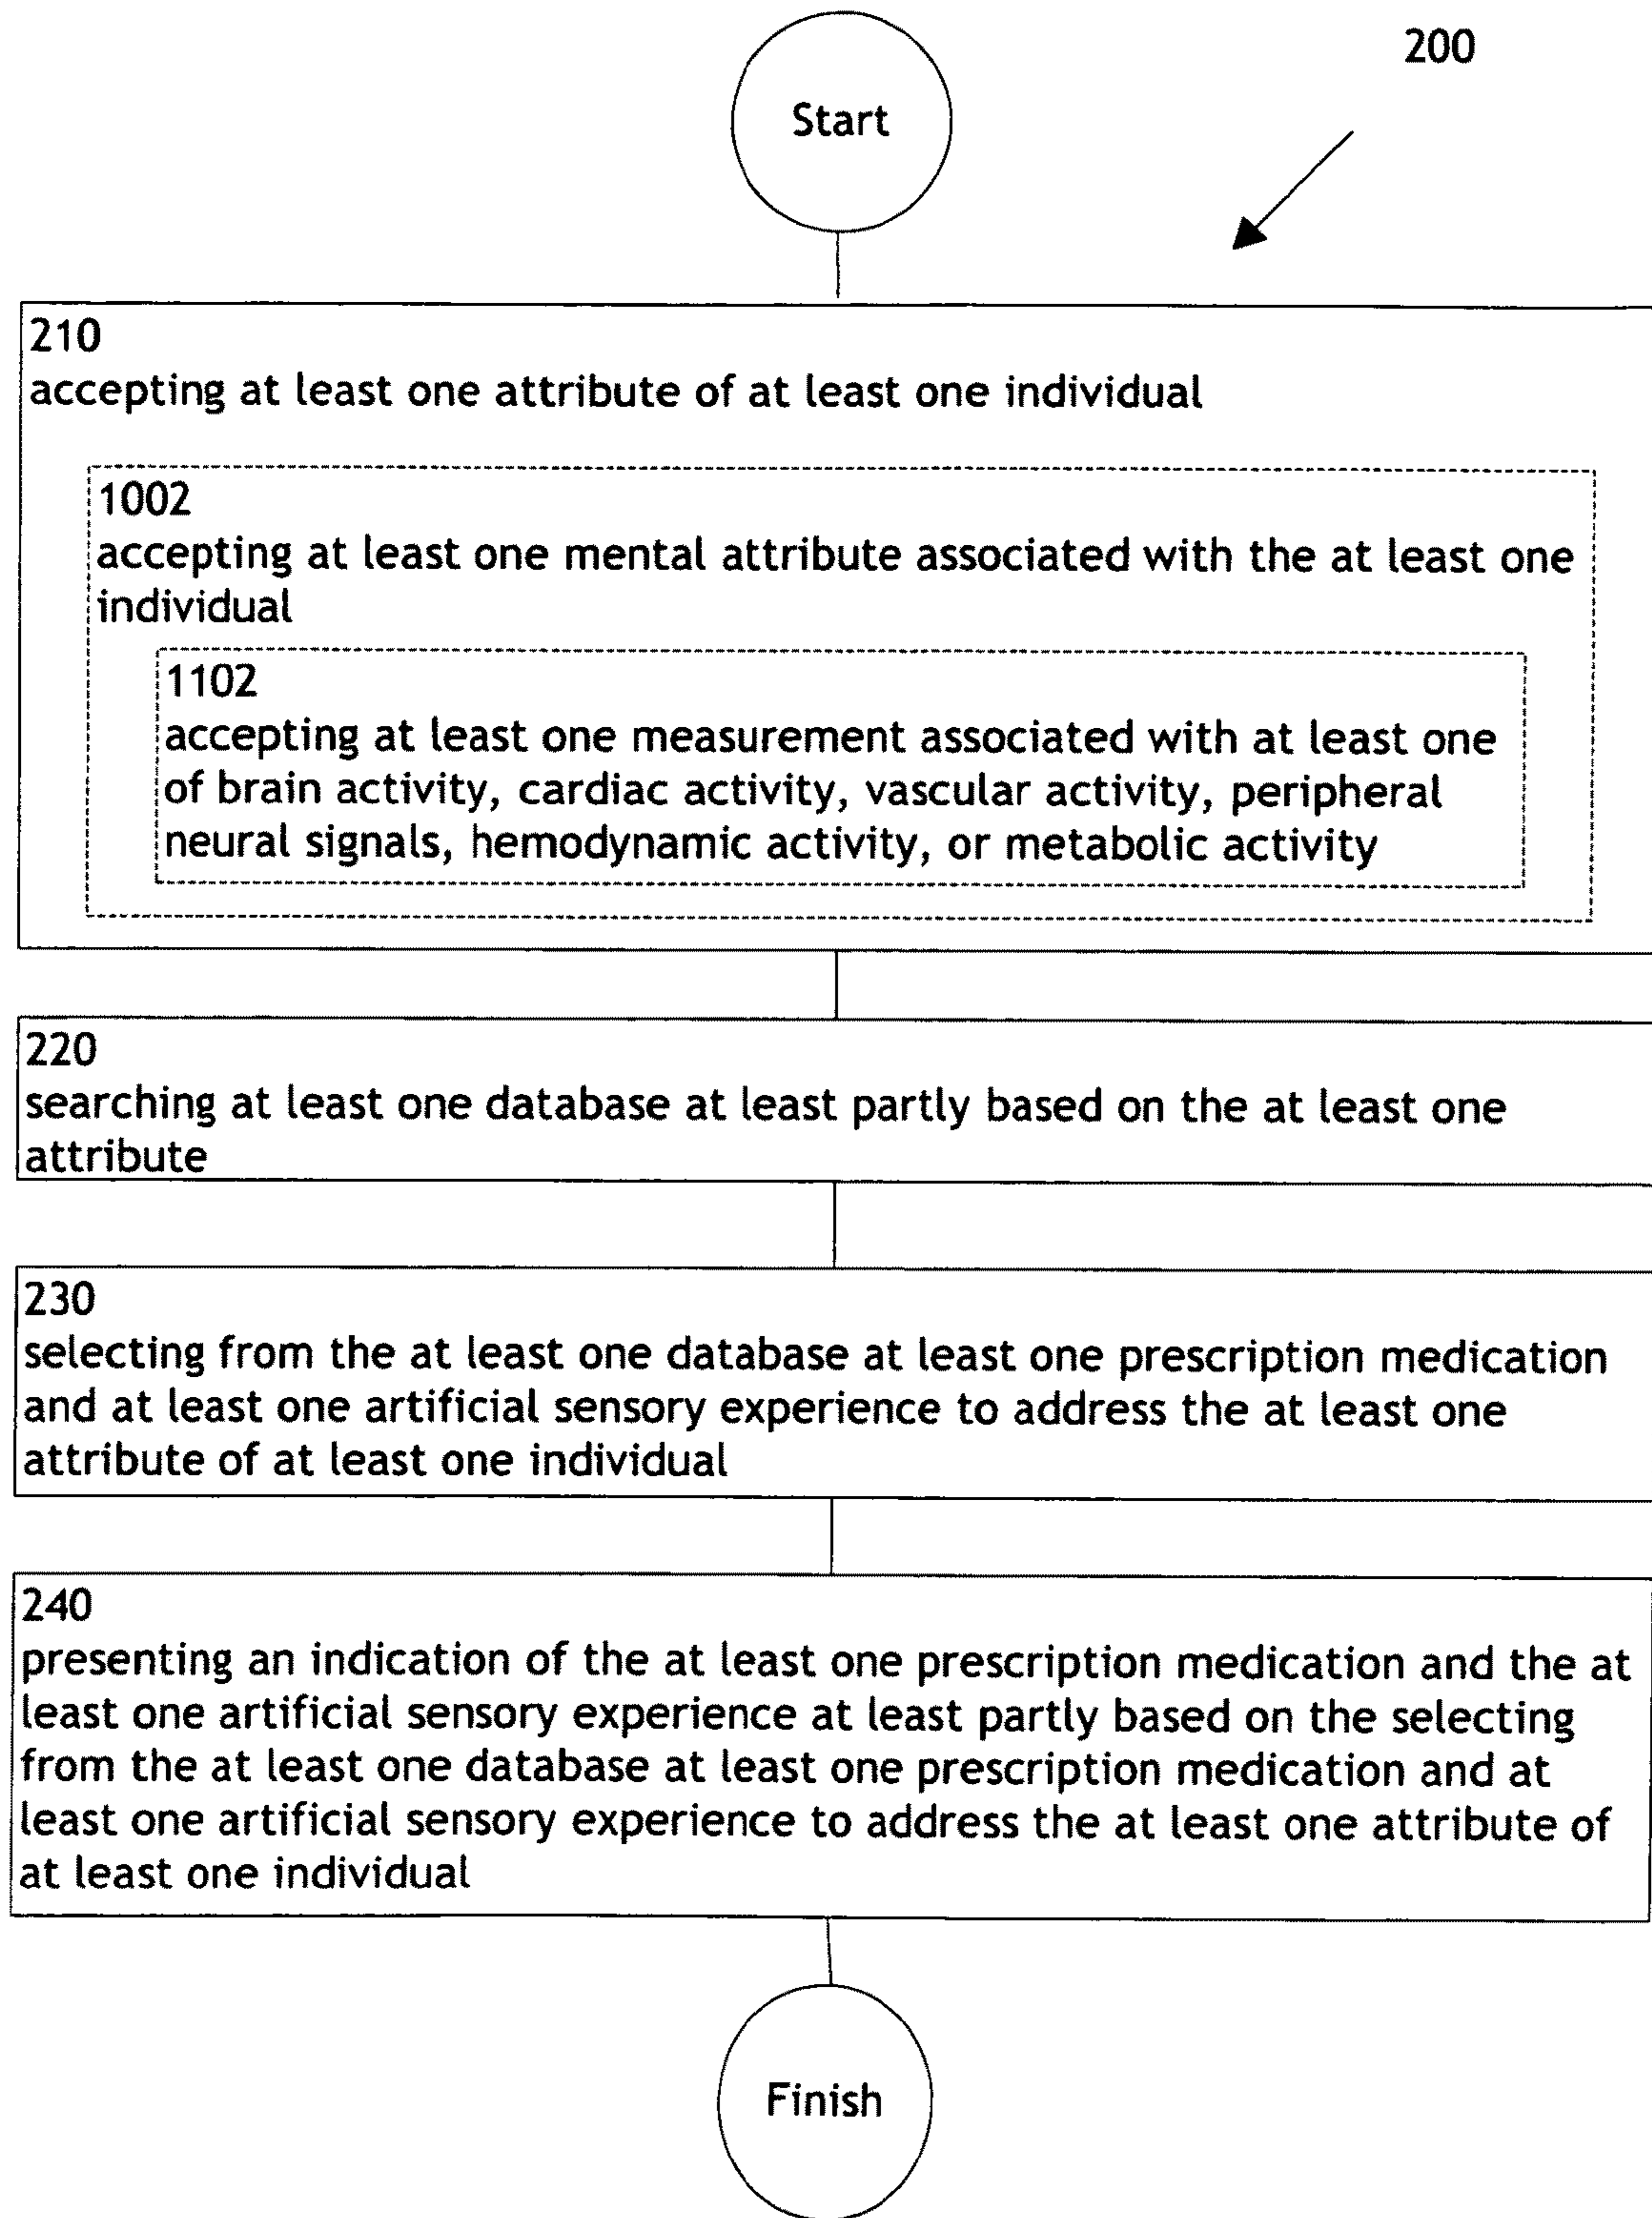 200
Start
210
accepting at least one attribute of at least one individual
1002
accepting at least one mental attribute associated with the at least one
individual
1102
accepting at least one measurement associated with at least one
of brain activity, cardiac activity, vascular activity, peripheral
neural signals, hemodynamic activity, or metabolic activity
220
searching at least one database at least partly based on the at least one
attribute
230
selecting from the at least one database at least one prescription medication
and at least one artificial sensory experience to address the at least one
attribute of at least one individual
240
presenting an indication of the at least one prescription medication and the at
least one artificial sensory experience at least partly based on the selecting
from the at least one database at least one prescription medication and at
least one artificial sensory experience to address the at least one attribute of
at least one individual
Finish